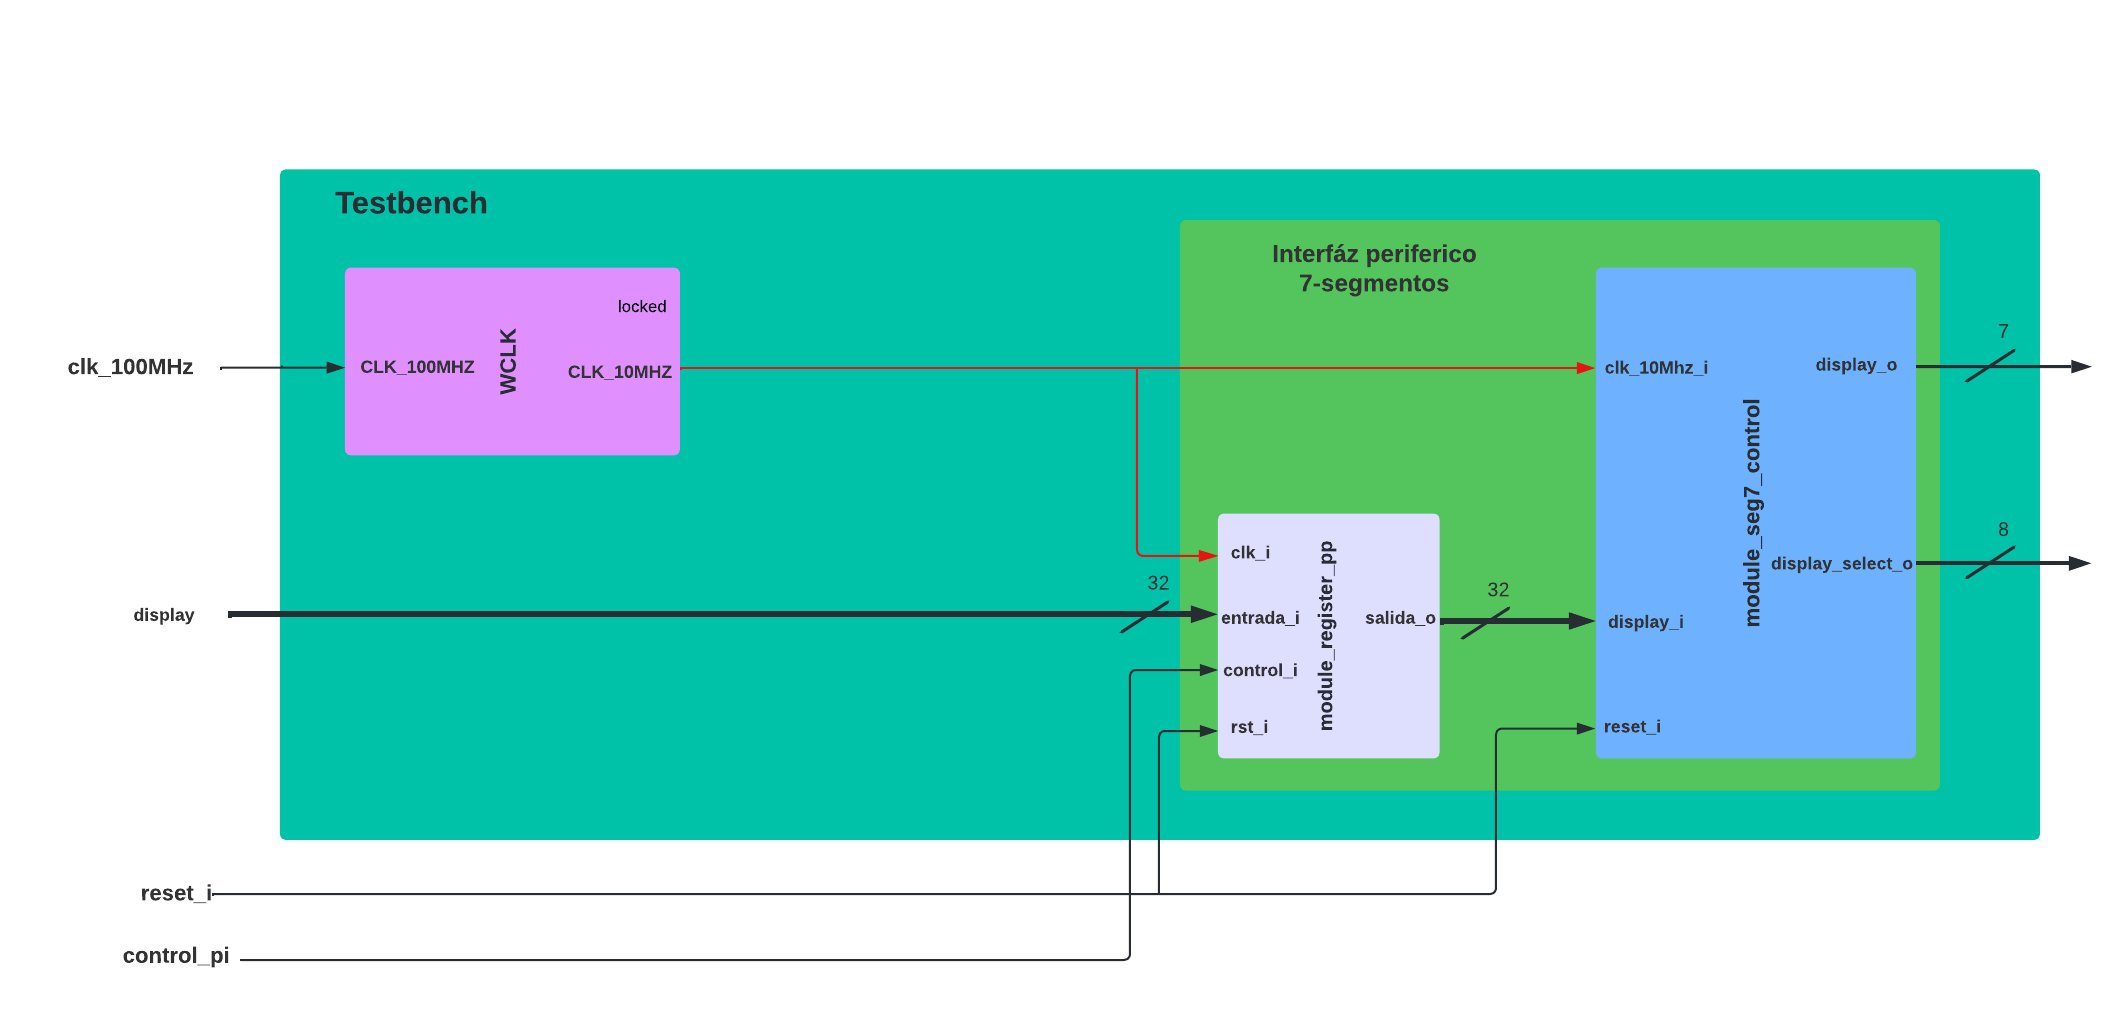 Testbench
Interfáz periferico
7-segmentos
locked
7
clk_100MHz
CLK_100MHZ
WCLK
CLK_10MHZ
clk_10Mhz_i
display_o
module_seg7_control
8
clk_i
module_register_pp
display_select_o
32
32
display
entrada_i
salida_o
display_i
control_i
rst_i
reset_i
reset_i
control_pi